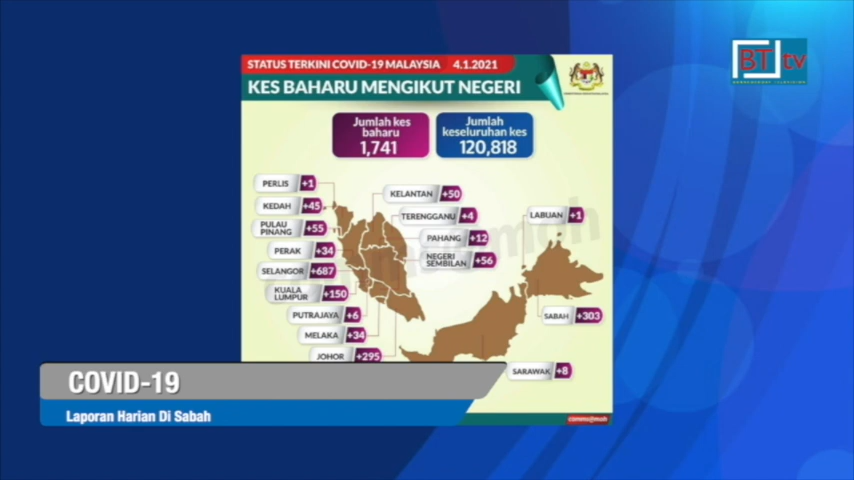 BT tv
STATUS TERKINI COVID-19 MALAYSIA 4.1.2021
KES BAHARU MENGIKUT NEGERI
Jumlah kes
baharu
1,741
Jumlah
keseluruhan kes
120,818
PERLIS +1
KEDAH +45
PULAU
PINANG +55
PERAK +34
SELANGOR +687
KUALA
LUMPUR +150
PUTRAJAYA +6
MELAKA +34
JOHOR +295
KELANTAN +50
TERENGGANU +4
PAHANG +12
NEGERI
SEMBILAN +56
LABUAN +1
SABAH +303
SARAWAK +8
COVID-19
Laporan Harian Di Sabah